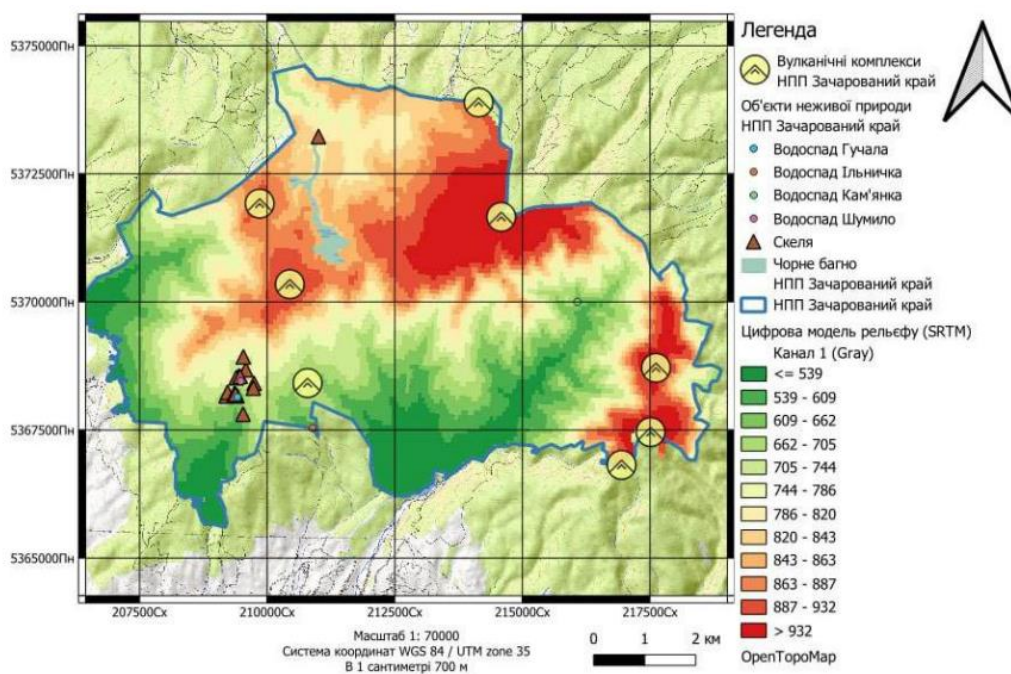 5375000Пн
5372500Пн
5370000Пн
5367500Пн
5365000Пн
207500Сх
210000Сх
212500Сх
215000Сх
217500Сх
Масштаб 1: 70000
Система координат WGS 84 / UTM zone 35
В 1 сантиметрі 700 м
0 1 2 км
Легенда
Вулканічні комплекси
НПП Зачарований край
Об'єкти неживої природи
НПП Зачарований край
Водоспад Гучала
Водоспад Ільничка
Водоспад Кам'янка
Водоспад Шумило
Скеля
Чорне багно
НПП Зачарований край
НПП Зачарований край
Цифрова модель рельєфу (SRTM)
Канал 1 (Gray)
<= 539
539 - 609
609 - 662
662 - 705
705 - 744
744 - 786
786 - 820
820 - 843
843 - 863
863 - 887
887 - 932
> 932
OpenTopoMap